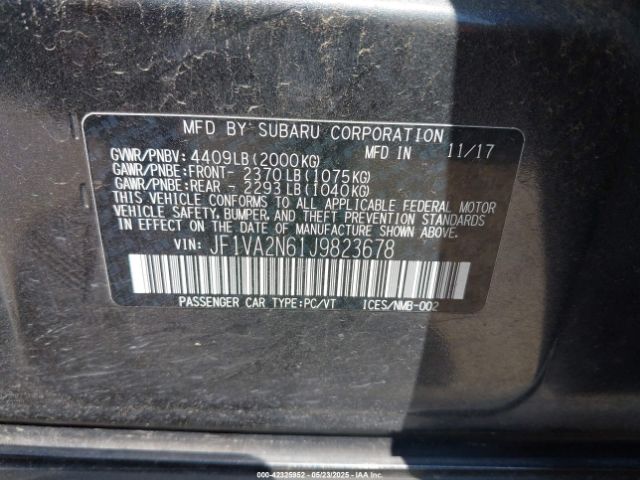 MFD BY SUBARU CORPORATION
GVWR/PNBV: 4409LB(2000KG) MFD IN 11/17
GAWR/PNBE:FRONT- 2370LB(1075KG)
GAWR/PNBE:REAR - 2293LB(1040KG)
THIS VEHICLE CONFORMS TO ALL APPLICABLE FEDERAL MOTOR
VEHICLE SAFETY, BUMPER, AND THEFT PREVENTION STANDARDS
IN EFFECT ON THE DATE OF MANUFACTURE SHOWN ABOVE.
VIN: JF1VA2N61J9823678
PASSENGER CAR TYPE:PC/VT ICES/NMB-002
000-42325952 - 05/23/2025 - IAAI.COM